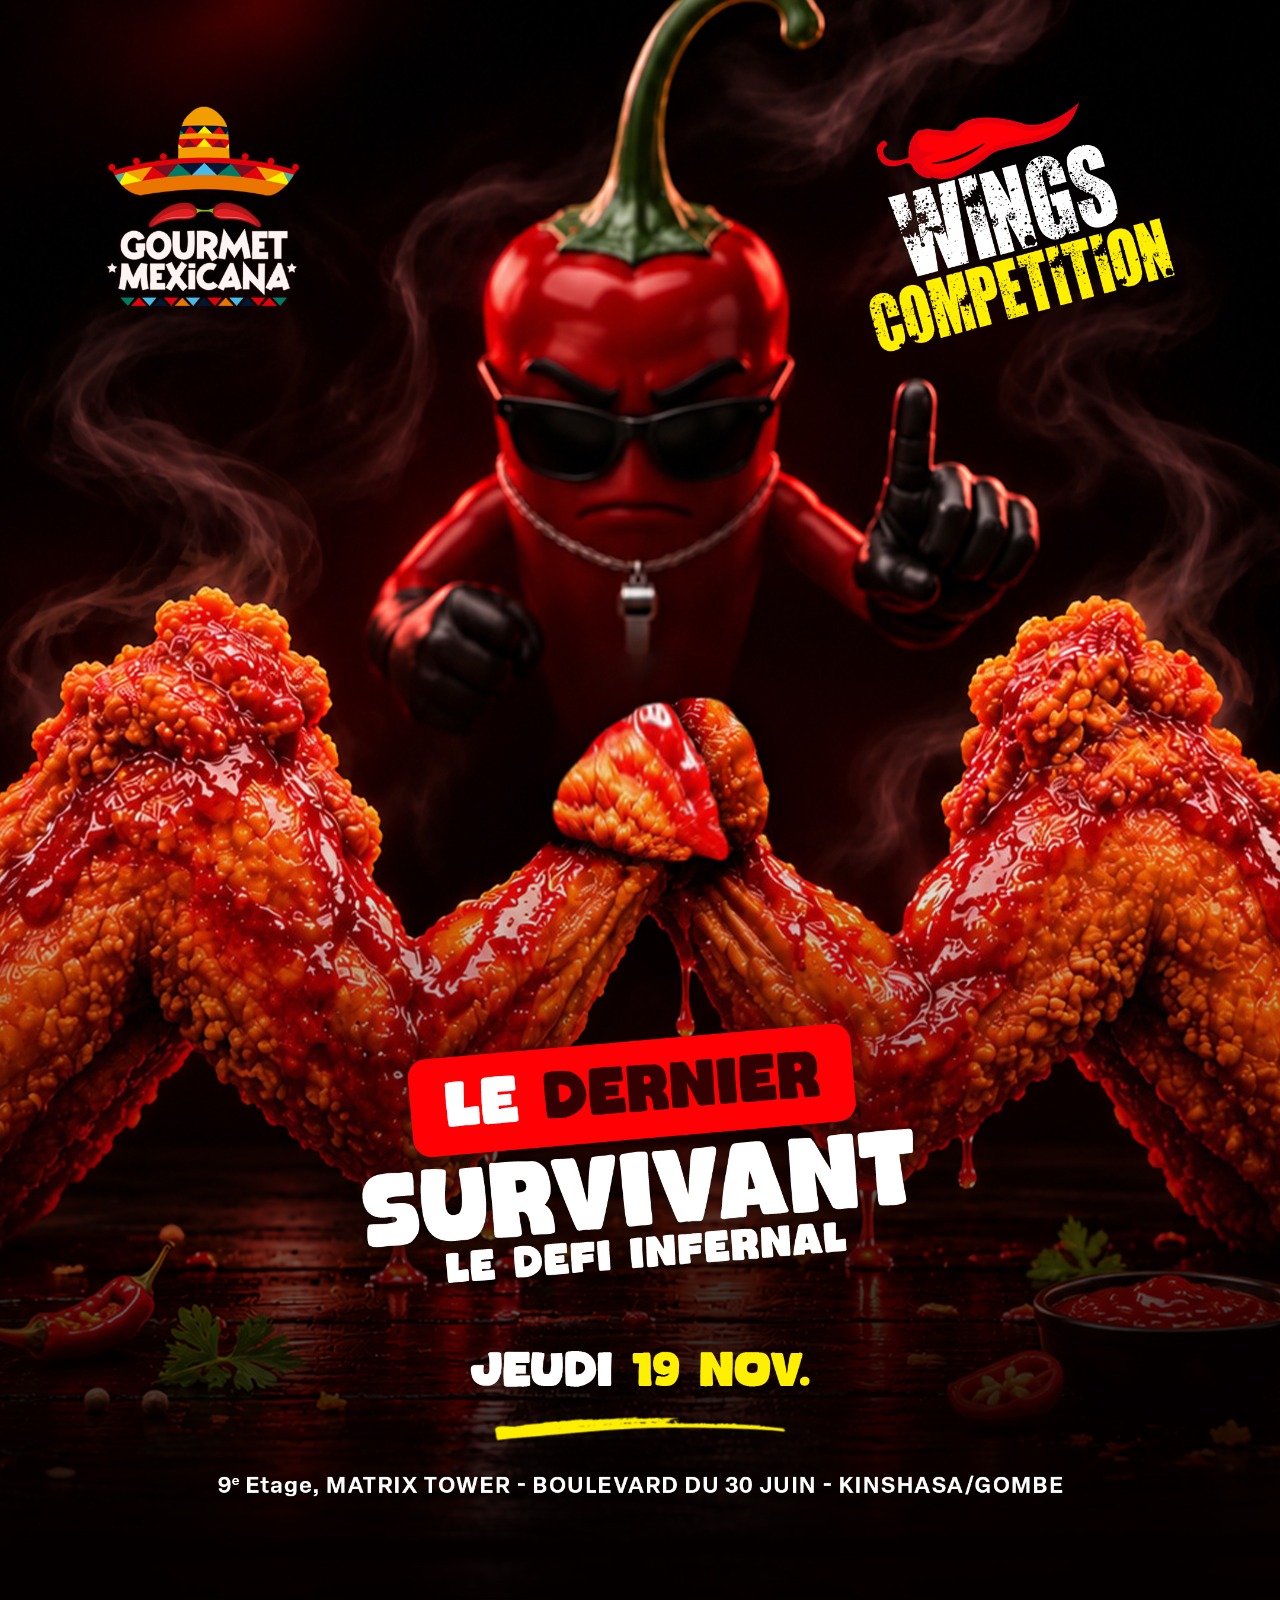 GOURMET
MEXiCANA
WiNGS
COMPETiTiON
LE DERNIER
SURVIVANT
LE DEFI INFERNAL
JEUDI 19 NOV.
9e Etage, MATRIX TOWER - BOULEVARD DU 30 JUIN - KINSHASA/GOMBE